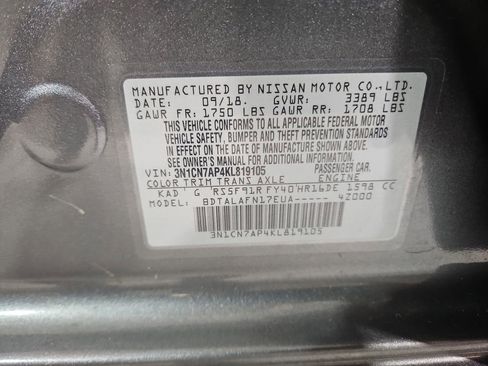 MANUFACTURED BY NISSAN MOTOR CO., LTD.
DATE: 09/18. GVWR: 3389 LBS
GAWR FR: 1750 LBS GAWR RR: 1708 LBS
THIS VEHICLE CONFORMS TO ALL APPLICABLE FEDERAL MOTOR
VEHICLE SAFETY, BUMPER AND THEFT PREVENTION STANDARDS
IN EFFECT ON THE DATE OF MANUFACTURE SHOWN ABOVE.
SEE OWNER'S MANUAL FOR ADDITIONAL INFORMATION.
VIN: 3N1CN7AP4KL819105 PASSENGER CAR.
COLOR TRIM TRANS AXLE ENGINE
KAD G RS5F91R FY40 HR16DE 1598 CC
MODEL: BDTALAFN17EUA----- 42000
3N1CN7AP4KL819105